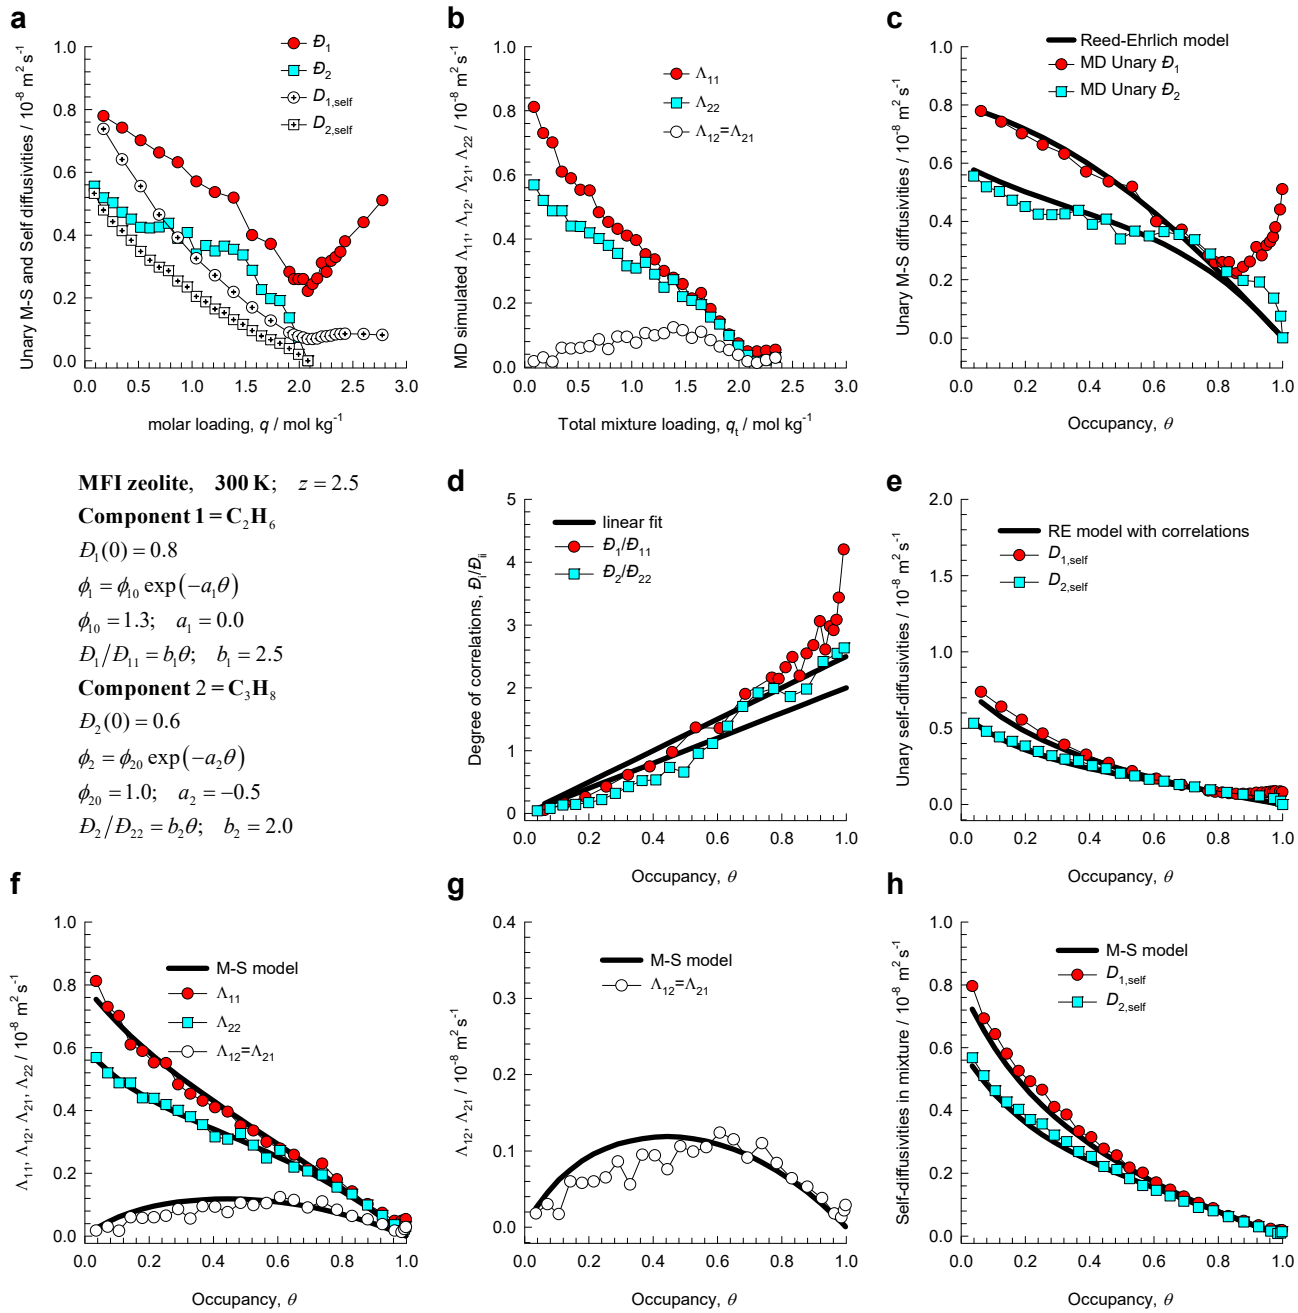 a
Unary M-S and Self diffusivities / 10⁻⁸ m² s⁻¹
1.0
0.8
0.6
0.4
0.2
0.0
0.0 0.5 1.0 1.5 2.0 2.5 3.0
molar loading, q / mol kg⁻¹
Đ₁
Đ₂
D₁,self
D₂,self
b
MD simulated Λ₁₁, Λ₁₂, Λ₂₁, Λ₂₂ / 10⁻⁸ m² s⁻¹
1.0
0.8
0.6
0.4
0.2
0.0
0.0 0.5 1.0 1.5 2.0 2.5 3.0
Total mixture loading, qₜ / mol kg⁻¹
Λ₁₁
Λ₂₂
Λ₁₂=Λ₂₁
c
Unary M-S diffusivities / 10⁻⁸ m² s⁻¹
1.0
0.8
0.6
0.4
0.2
0.0
0.0 0.2 0.4 0.6 0.8 1.0
Occupancy, θ
Reed-Ehrlich model
MD Unary Đ₁
MD Unary Đ₂
MFI zeolite, 300 K; z = 2.5
Component 1 = C₂H₆
Đ₁(0) = 0.8
ϕ₁ = ϕ₁₀ exp(−a₁θ)
ϕ₁₀ = 1.3; a₁ = 0.0
Đ₁/Đ₁₁ = b₁θ; b₁ = 2.5
Component 2 = C₃H₈
Đ₂(0) = 0.6
ϕ₂ = ϕ₂₀ exp(−a₂θ)
ϕ₂₀ = 1.0; a₂ = −0.5
Đ₂/Đ₂₂ = b₂θ; b₂ = 2.0
d
Degree of correlations, Đᵢ/Đᵢᵢ
5
4
3
2
1
0
0.0 0.2 0.4 0.6 0.8 1.0
Occupancy, θ
linear fit
Đ₁/Đ₁₁
Đ₂/Đ₂₂
e
Unary self-diffusivities / 10⁻⁸ m² s⁻¹
2.0
1.5
1.0
0.5
0.0
0.0 0.2 0.4 0.6 0.8 1.0
Occupancy, θ
RE model with correlations
D₁,self
D₂,self
f
Λ₁₁, Λ₁₂, Λ₂₁, Λ₂₂ / 10⁻⁸ m² s⁻¹
1.0
0.8
0.6
0.4
0.2
0.0
0.0 0.2 0.4 0.6 0.8 1.0
Occupancy, θ
M-S model
Λ₁₁
Λ₂₂
Λ₁₂=Λ₂₁
g
Λ₁₂, Λ₂₁ / 10⁻⁸ m² s⁻¹
0.4
0.3
0.2
0.1
0.0
0.0 0.2 0.4 0.6 0.8 1.0
Occupancy, θ
M-S model
Λ₁₂=Λ₂₁
h
Self-diffusivities in mixture / 10⁻⁸ m² s⁻¹
1.0
0.8
0.6
0.4
0.2
0.0
0.0 0.2 0.4 0.6 0.8 1.0
Occupancy, θ
M-S model
D₁,self
D₂,self